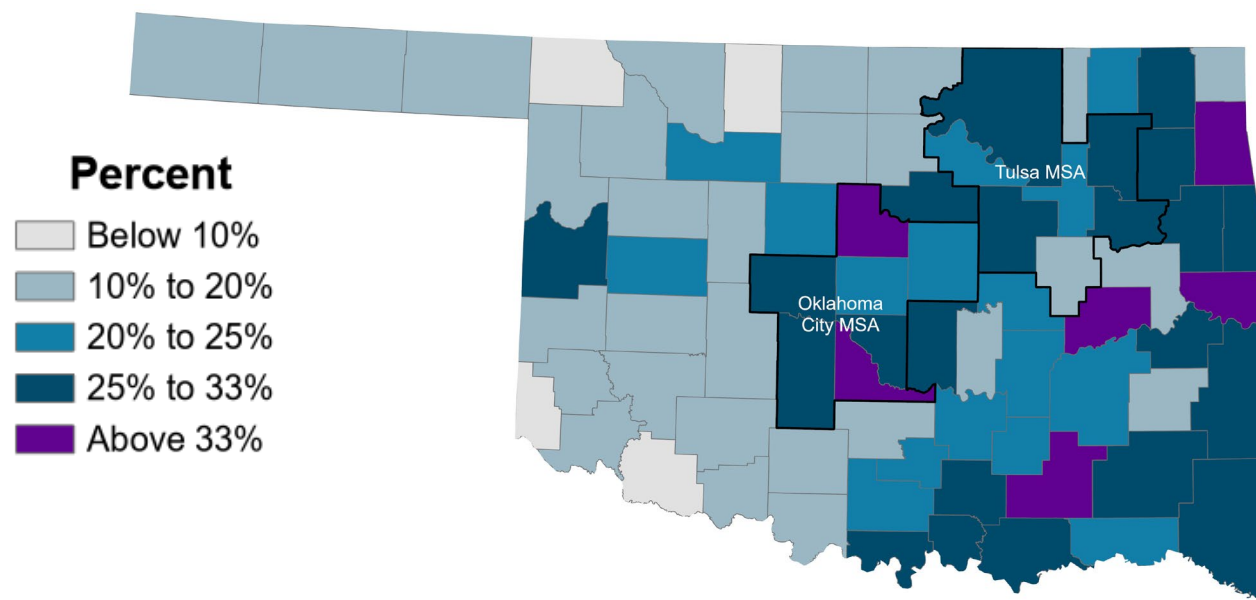 Percent
Below 10%
10% to 20%
20% to 25%
25% to 33%
Above 33%
Tulsa MSA
Oklahoma
City MSA